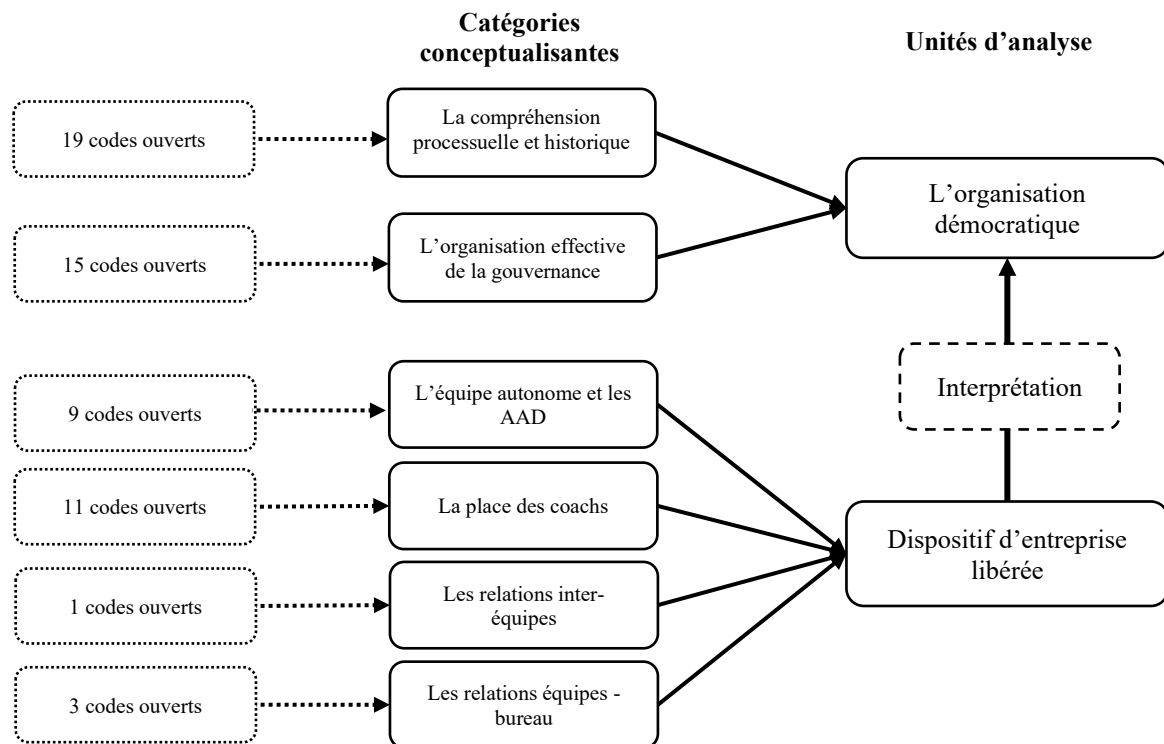 Catégories
conceptualisantes
Unités d’analyse
19 codes ouverts
La compréhension
processuelle et historique
L’organisation
démocratique
15 codes ouverts
L’organisation effective
de la gouvernance
Interprétation
9 codes ouverts
L’équipe autonome et les
AAD
11 codes ouverts
La place des coachs
Dispositif d’entreprise
libérée
1 codes ouverts
Les relations inter-
équipes
3 codes ouverts
Les relations équipes -
bureau